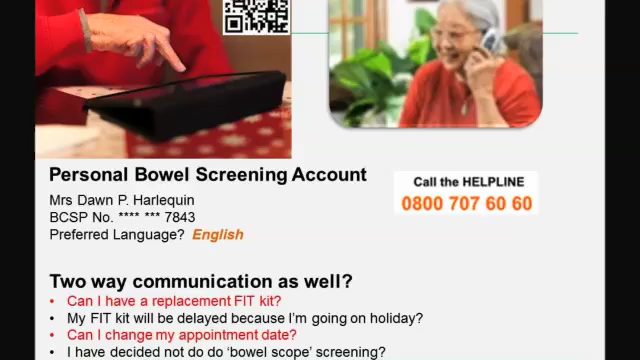 Personal Bowel Screening Account
Mrs Dawn P. Harlequin
BCSP No. **** *** 7843
Preferred Language? English
Call the HELPLINE
0800 707 60 60
Two way communication as well?
• Can I have a replacement FIT kit?
• My FIT kit will be delayed because I'm going on holiday?
• Can I change my appointment date?
• I have decided not do do ‘bowel scope’ screening?